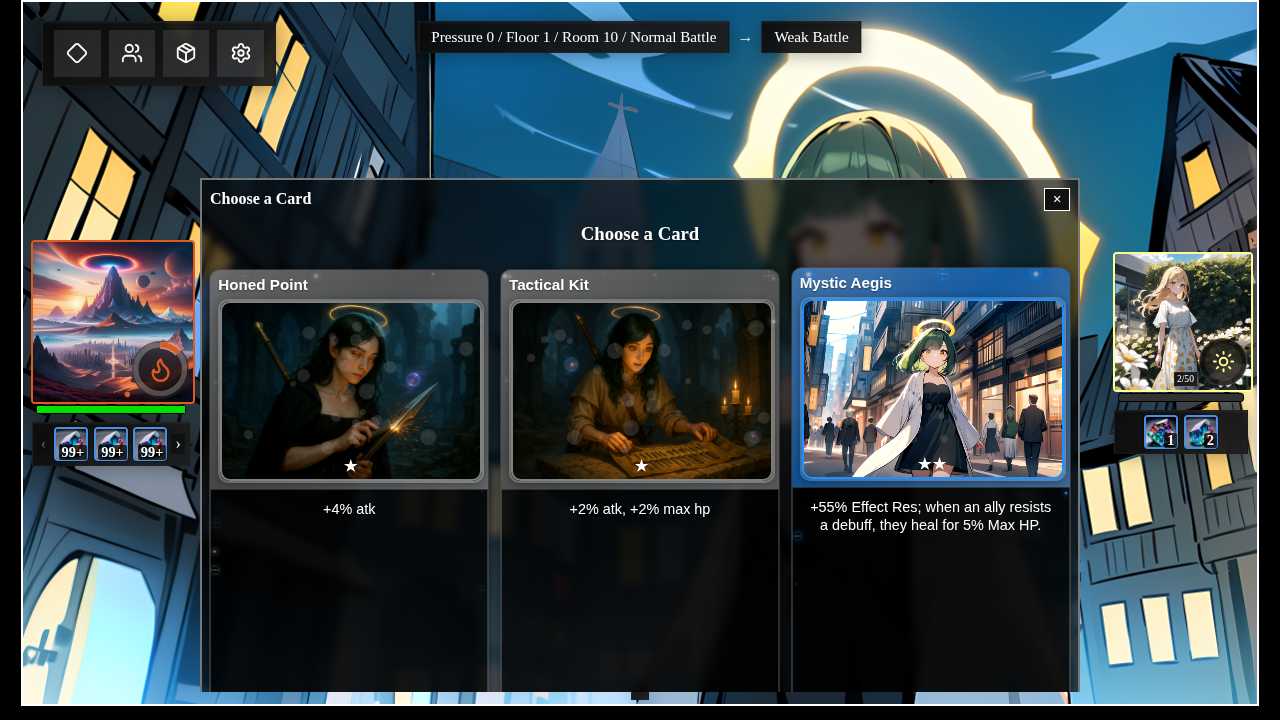 Pressure 0 / Floor 1 / Room 10 / Normal Battle → Weak Battle
Choose a Card ×
Choose a Card
Honed Point
+4% atk
Tactical Kit
+2% atk, +2% max hp
Mystic Aegis
+55% Effect Res; when an ally resists
a debuff, they heal for 5% Max HP.
‹ 99+ 99+ 99+ ›
2/50
1 2